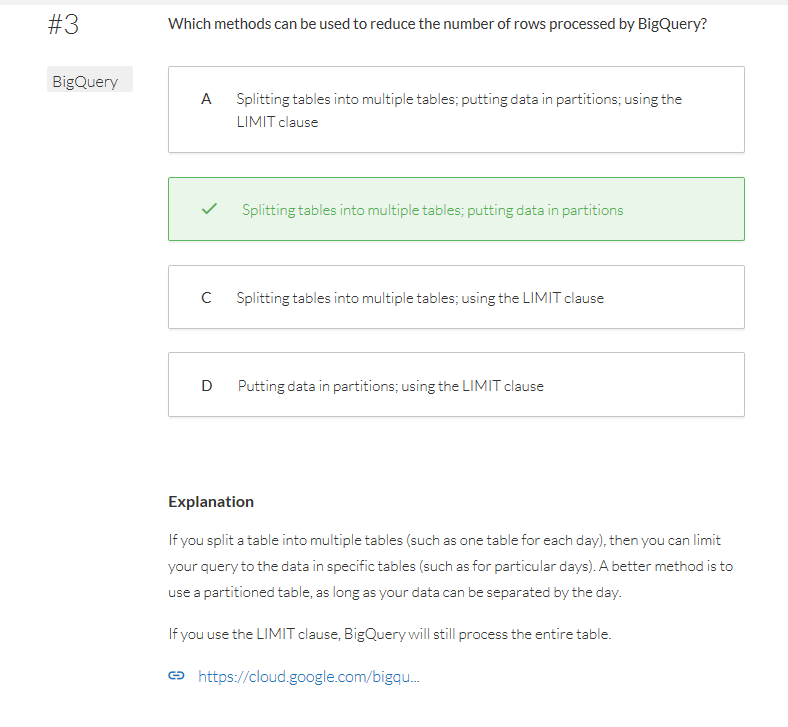 #3
Which methods can be used to reduce the number of rows processed by BigQuery?
BigQuery
A
Splitting tables into multiple tables; putting data in partitions; using the
LIMIT clause
Splitting tables into multiple tables; putting data in partitions
C
Splitting tables into multiple tables; using the LIMIT clause
D
Putting data in partitions; using the LIMIT clause
Explanation
If you split a table into multiple tables (such as one table for each day), then you can limit
your query to the data in specific tables (such as for particular days). A better method is to
use a partitioned table, as long as your data can be separated by the day.
If you use the LIMIT clause, BigQuery will still process the entire table.
https://cloud.google.com/bigqu...